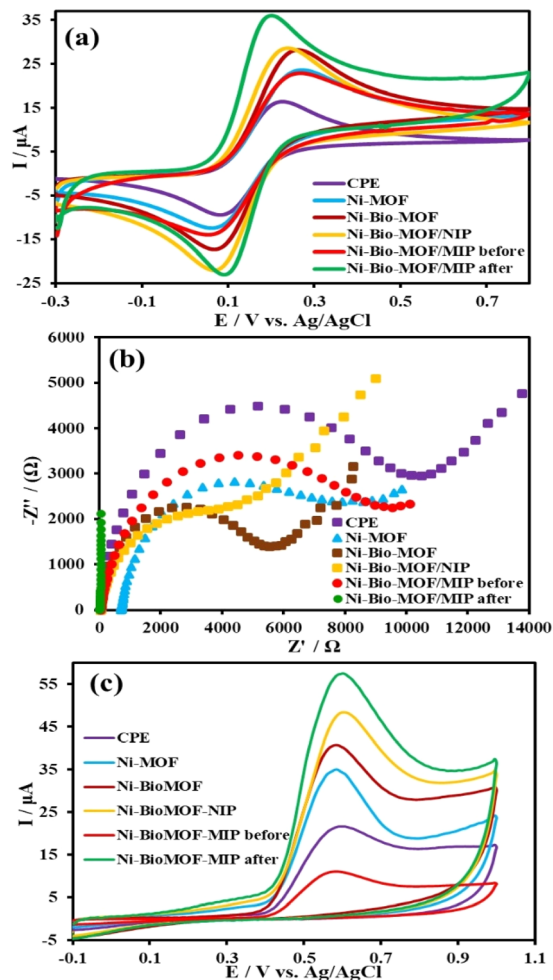 (a)
35
25
15
5
-5
-15
-25
I / µA
CPE
Ni-MOF
Ni-Bio-MOF
Ni-Bio-MOF/NIP
Ni-Bio-MOF/MIP before
Ni-Bio-MOF/MIP after
-0.3 -0.1 0.1 0.3 0.5 0.7
E / V vs. Ag/AgCl
(b)
6000
5000
4000
3000
2000
1000
0
-Z'' / (Ω)
CPE
Ni-MOF
Ni-Bio-MOF
Ni-Bio-MOF/NIP
Ni-Bio-MOF/MIP before
Ni-Bio-MOF/MIP after
0 2000 4000 6000 8000 10000 12000 14000
Z' / Ω
(c)
55
45
35
25
15
5
-5
I / µA
CPE
Ni-MOF
Ni-BioMOF
Ni-BioMOF-NIP
Ni-BioMOF-MIP before
Ni-BioMOF-MIP after
-0.1 0.1 0.3 0.5 0.7 0.9 1.1
E / V vs. Ag/AgCl